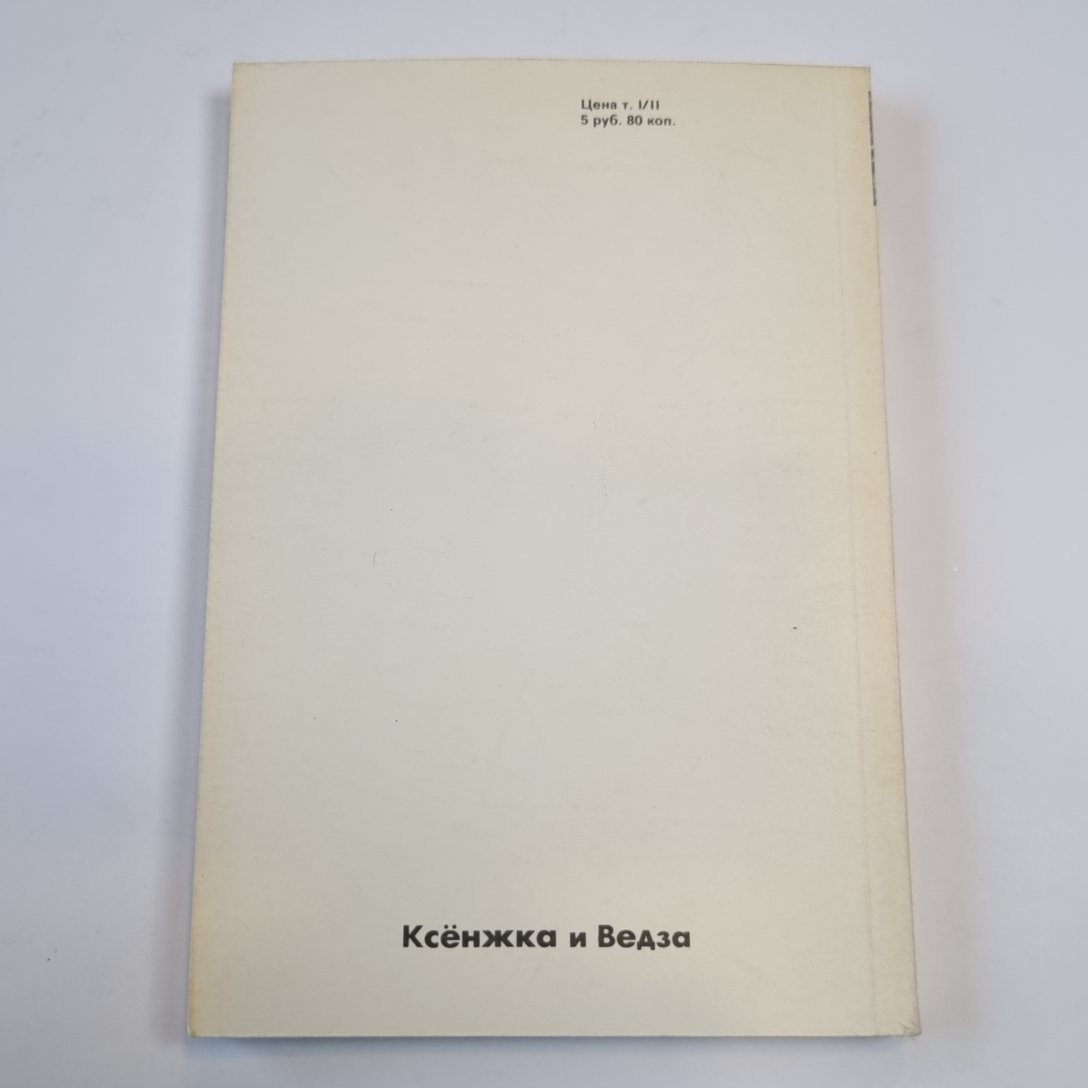 Цена т. I/II
5 руб. 80 коп.
Ксёнжка и Ведза